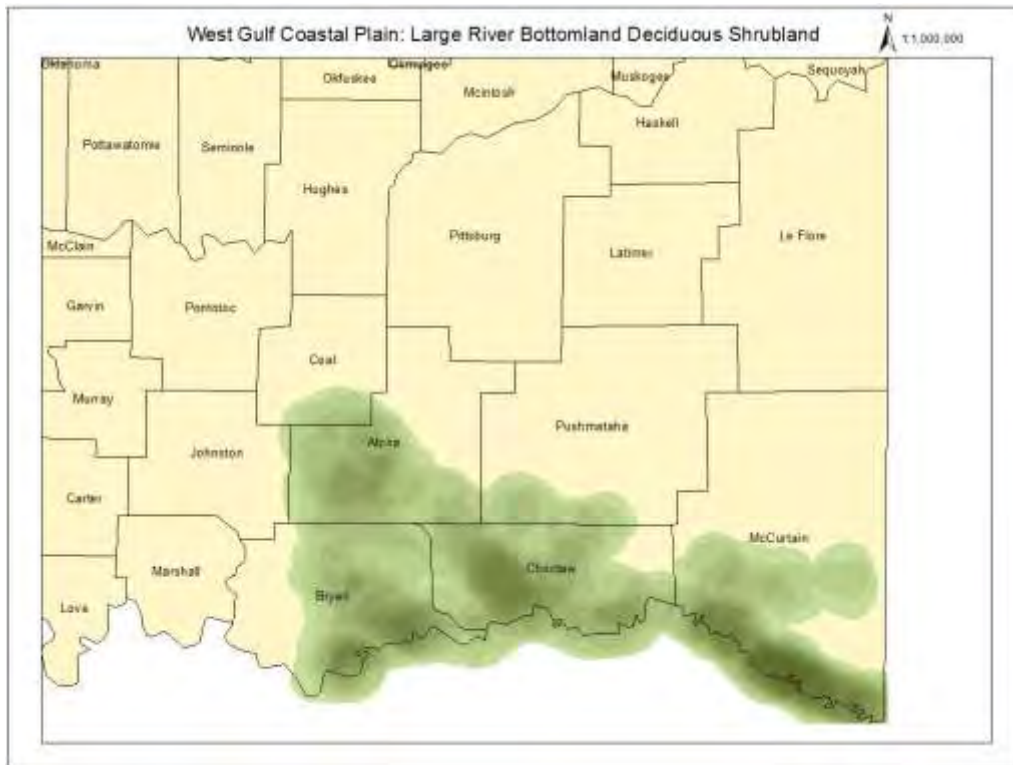 West Gulf Coastal Plain: Large River Bottomland Deciduous Shrubland
N
1:1,000,000
Oklahoma
Okfuskee
Okmulgee
McIntosh
Muskogee
Sequoyah
Haskell
Pottawatomie
Seminole
Hughes
Pittsburg
Le Flore
McClain
Latimer
Garvin
Pontotoc
Coal
Murray
Atoka
Pushmataha
Johnston
Carter
McCurtain
Marshall
Choctaw
Bryan
Love